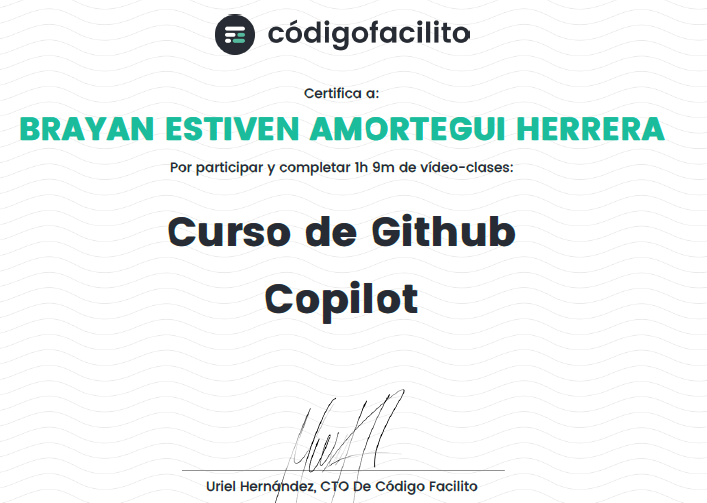 códigofacilito
Certifica a:
BRAYAN ESTIVEN AMORTEGUI HERRERA
Por participar y completar 1h 9m de vídeo-clases:
Curso de Github
Copilot
Uriel Hernández, CTO De Código Facilito